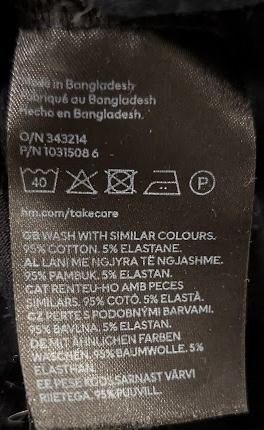 Made in Bangladesh
Fabriqué au Bangladesh
Hecho en Bangladesh.
O/N 343214
P/N 1031508 6
40 P
hm.com/takecare
GB WASH WITH SIMILAR COLOURS.
95% COTTON. 5% ELASTANE.
AL LANI ME NGJYRA TË NGJASHME.
95% PAMBUK. 5% ELASTAN.
CAT RENTEU-HO AMB PECES
SIMILARS. 95% COTÓ. 5% ELASTÀ.
CZ PERTE S PODOBNÝMI BARVAMI.
95% BAVLNA. 5% ELASTAN.
DE MIT ÄHNLICHEN FARBEN
WASCHEN. 95% BAUMWOLLE. 5%
ELASTHAN.
EE PESE KOOS SARNAST VÄRVI
RIIETEGA. 95% PUUVILL.